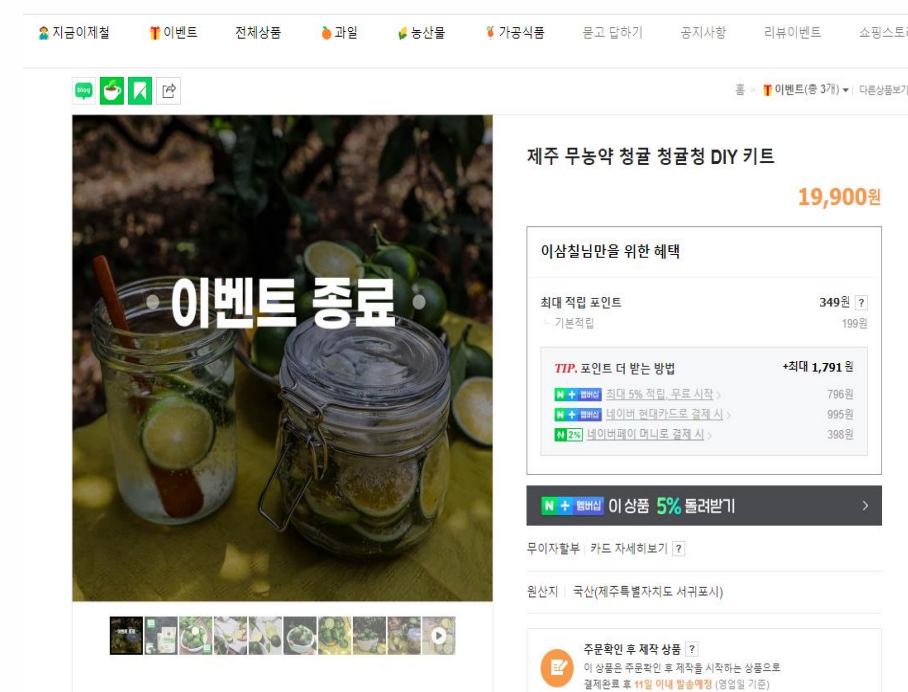 지금이제철 이벤트 전체상품 과일 농산물 가공식품 묻고 답하기 공지사항 리뷰이벤트 쇼핑스토리
blog
홈 이벤트(총 3개) 다른상품보기
이벤트 종료
제주 무농약 청귤 청귤청 DIY 키트
19,900원
이삼칠님만을 위한 혜택
최대 적립 포인트 349원 ?
기본적립 199원
TIP. 포인트 더 받는 방법 +최대 1,791 원
N + 멤버십 최대 5% 적립, 무료 시작 > 796원
N + 멤버십 네이버 현대카드로 결제 시 > 995원
N 2% 네이버페이 머니로 결제 시 > 398원
N + 멤버십 이 상품 5% 돌려받기 >
무이자할부 카드 자세히보기 ?
원산지 국산(제주특별자치도 서귀포시)
이벤트 종료
주문확인 후 제작 상품 ?
이 상품은 주문확인 후 제작을 시작하는 상품으로
결제완료 후 11일 이내 발송예정 (영업일 기준)